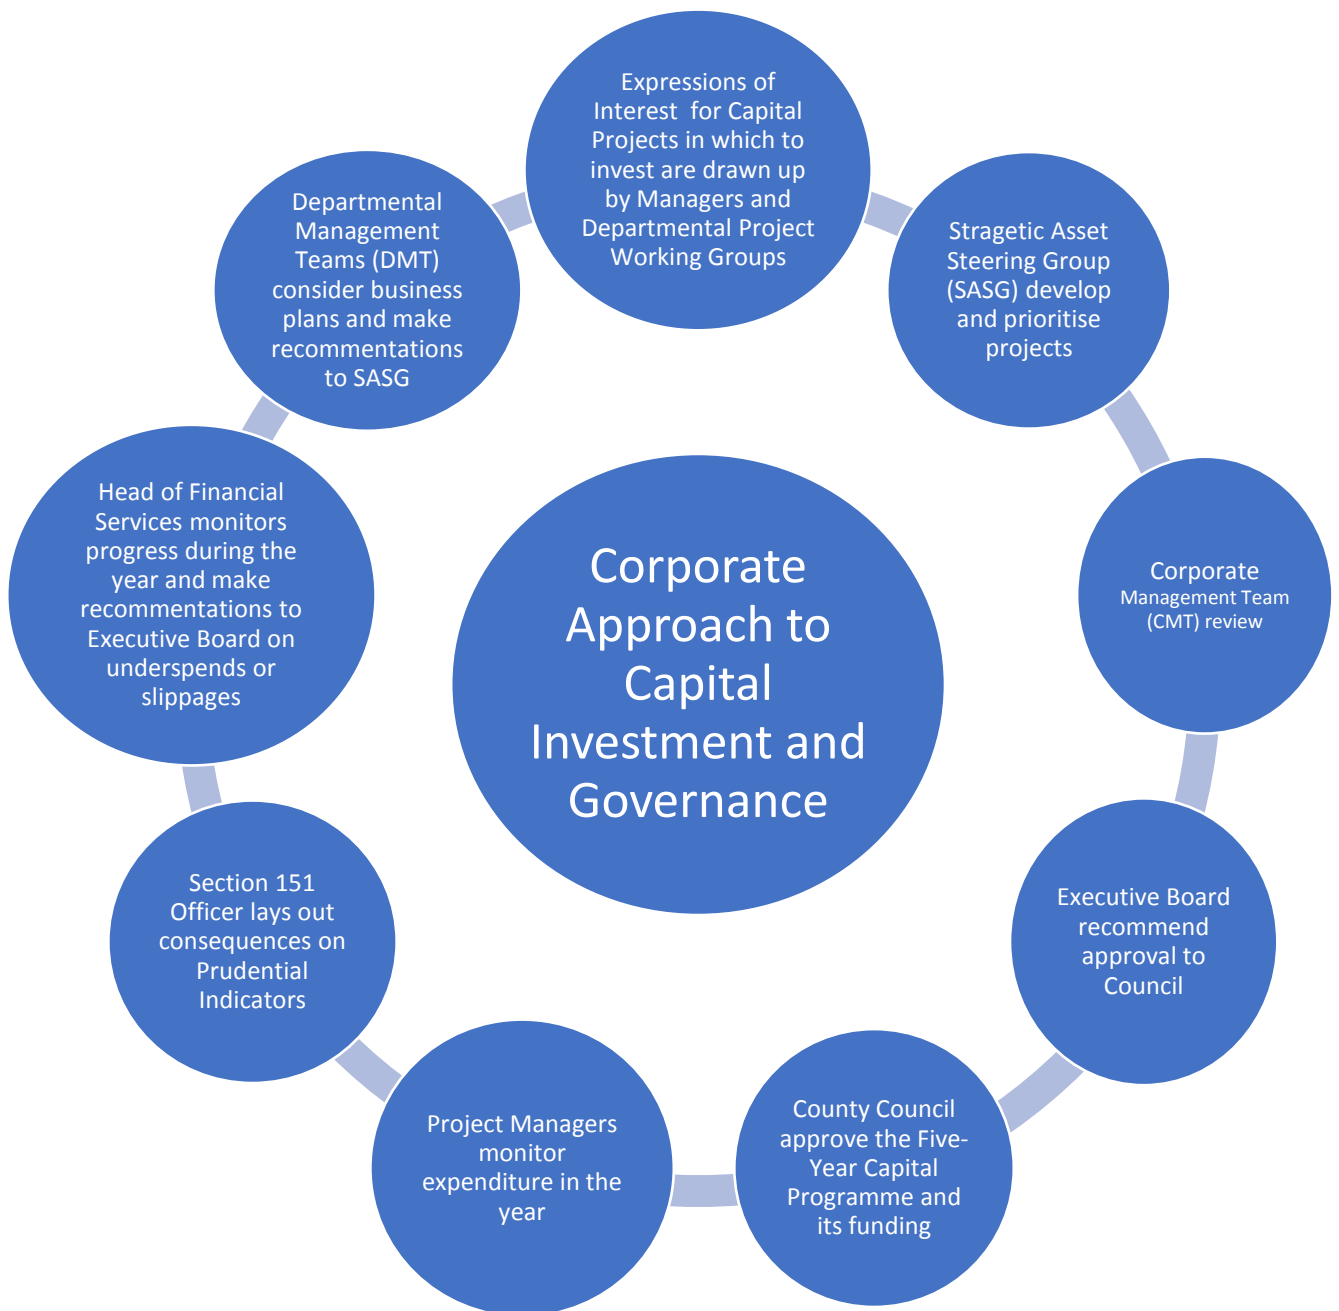 Expressions of
Interest for Capital
Projects in which to
invest are drawn up
by Managers and
Departmental Project
Working Groups
Stragetic Asset
Steering Group
(SASG) develop
and prioritise
projects
Corporate
Management Team
(CMT) review
Executive Board
recommend
approval to
Council
County Council
approve the Five-
Year Capital
Programme and
its funding
Project Managers
monitor
expenditure in the
year
Section 151
Officer lays out
consequences on
Prudential
Indicators
Head of Financial
Services monitors
progress during the
year and make
recommentations to
Executive Board on
underspends or
slippages
Departmental
Management
Teams (DMT)
consider business
plans and make
recommentations
to SASG
Corporate
Approach to
Capital
Investment and
Governance